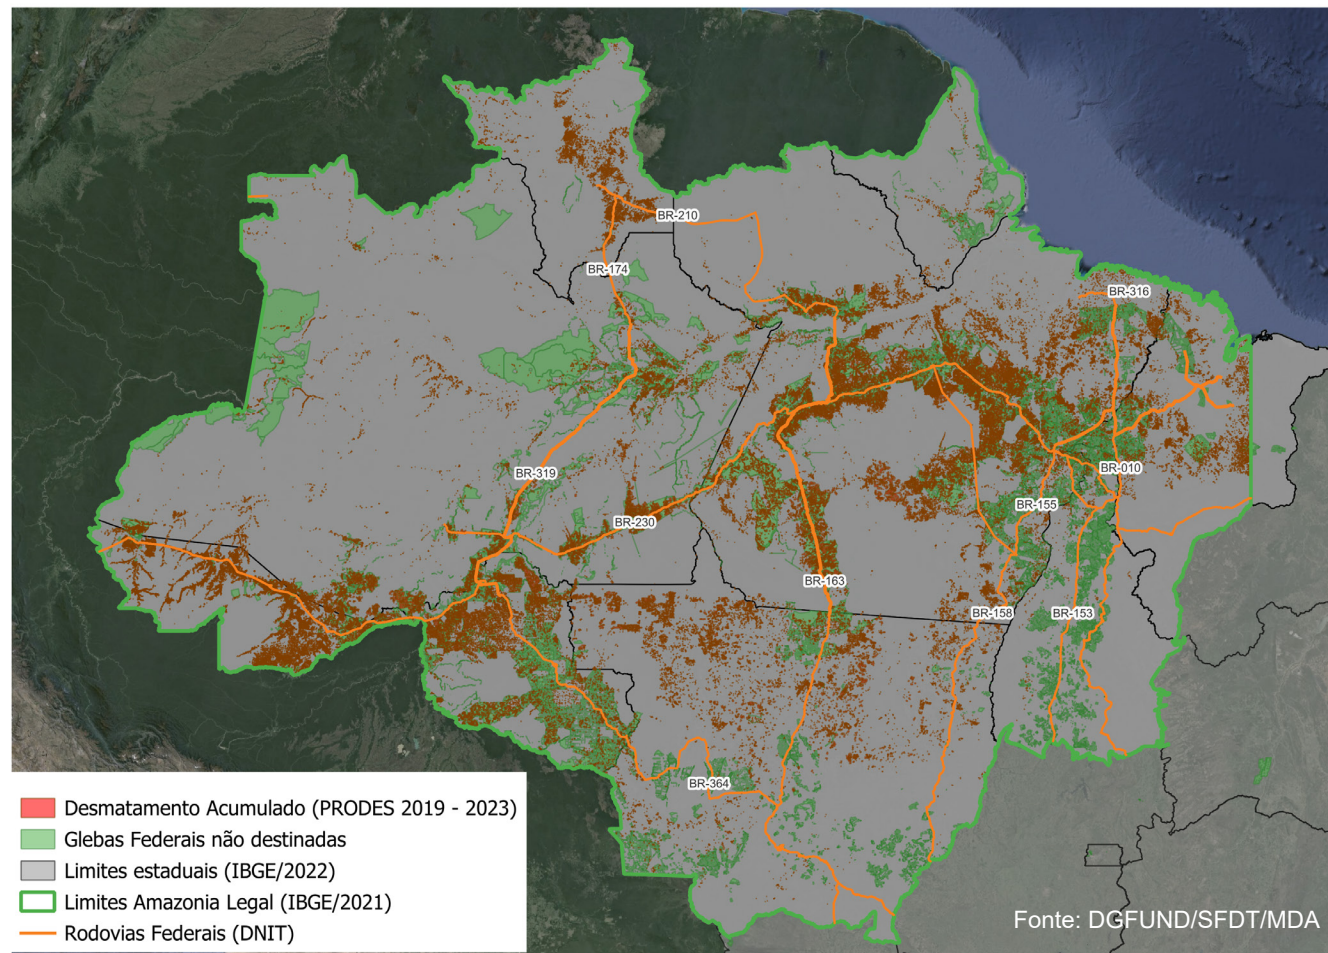 BR-210
BR-174
BR-316
BR-319
BR-010
BR-155
BR-230
BR-163
BR-158
BR-153
BR-364
Desmatamento Acumulado (PRODES 2019 - 2023)
Glebas Federais não destinadas
Limites estaduais (IBGE/2022)
Limites Amazonia Legal (IBGE/2021)
Rodovias Federais (DNIT)
Fonte: DGFUND/SFDT/MDA